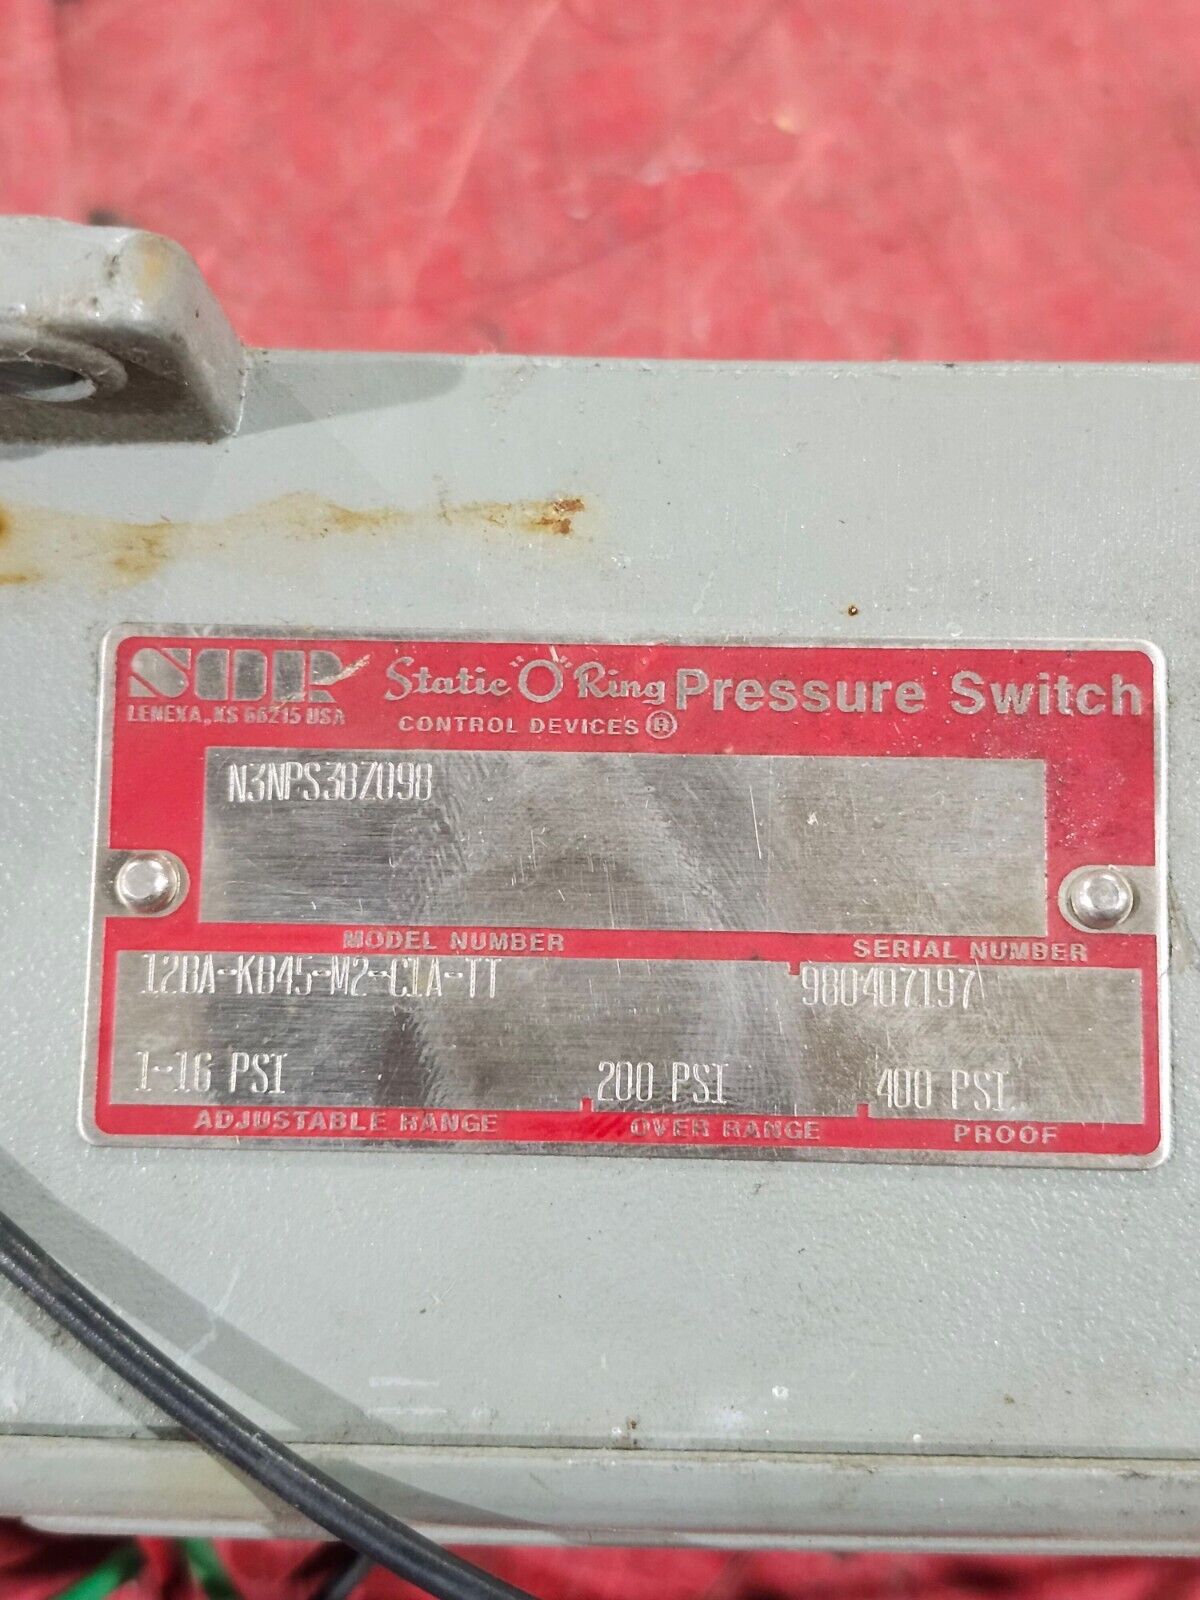 SOR Static "O" Ring Pressure Switch
LENEXA, KS 66215 USA CONTROL DEVICES ®
N3NPS38Z098
MODEL NUMBER SERIAL NUMBER
12BA-KB45-M2-C1A-TT 980407197
1-16 PSI 200 PSI 400 PSI
ADJUSTABLE RANGE OVER RANGE PROOF